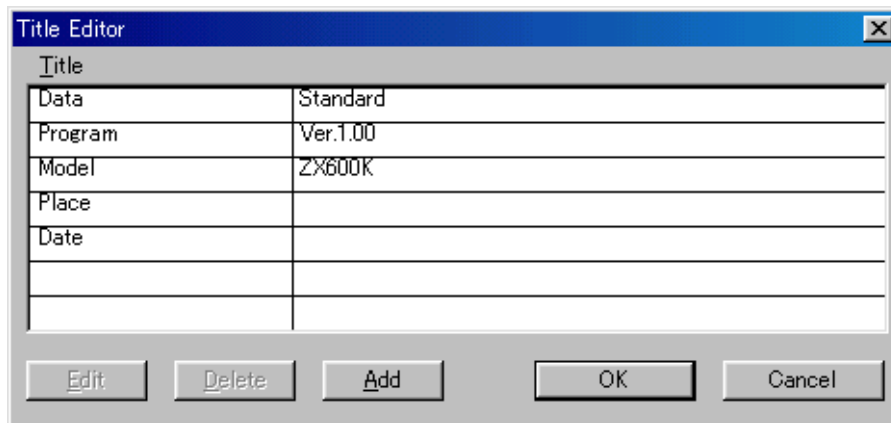 Title Editor
Title
Data Standard
Program Ver.1.00
Model ZX600K
Place
Date
Edit Delete Add OK Cancel